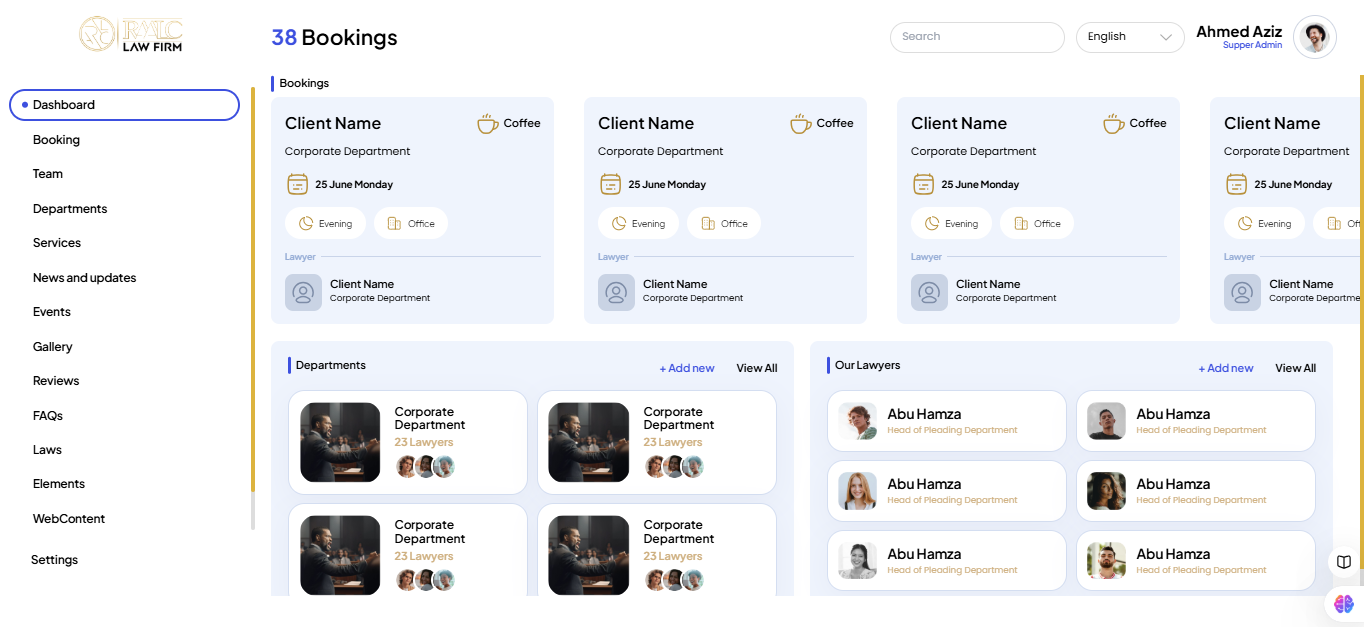 RALC
LAW FIRM
38 Bookings
Search
English
Ahmed Aziz
Supper Admin
Dashboard
Booking
Team
Departments
Services
News and updates
Events
Gallery
Reviews
FAQs
Laws
Elements
WebContent
Settings
Bookings
Client Name
Coffee
Corporate Department
25 June Monday
Evening
Office
Lawyer
Client Name
Corporate Department
Client Name
Coffee
Corporate Department
25 June Monday
Evening
Office
Lawyer
Client Name
Corporate Department
Client Name
Coffee
Corporate Department
25 June Monday
Evening
Office
Lawyer
Client Name
Corporate Department
Client Name
Corporate Department
25 June Monday
Evening
Lawyer
Client Name
Corporate
Departments
+ Add new
View All
Corporate
Department
23 Lawyers
Corporate
Department
23 Lawyers
Corporate
Department
23 Lawyers
Corporate
Department
23 Lawyers
Our Lawyers
+ Add new
View All
Abu Hamza
Head of Pleading Department
Abu Hamza
Head of Pleading Department
Abu Hamza
Head of Pleading Department
Abu Hamza
Head of Pleading Department
Abu Hamza
Head of Pleading Department
Abu Hamza
Head of Pleading Department